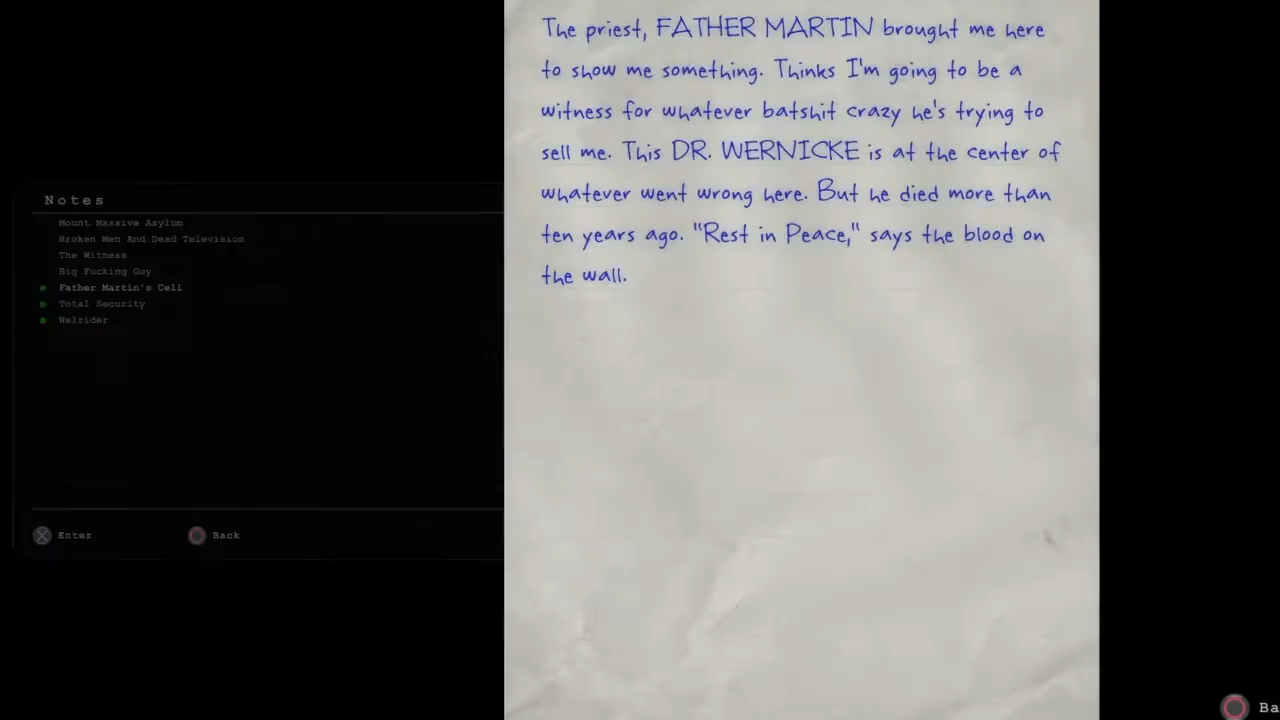 The priest, FATHER MARTIN brought me here
to show me something. Thinks I'm going to be a
witness for whatever batshit crazy he's trying to
sell me. This DR. WERNICKE is at the center of
whatever went wrong here. But he died more than
ten years ago. "Rest in Peace," says the blood on
the wall.
Notes
Mount Massive Asylum
Broken Men And Dead Television
The Witness
Big Fucking Guy
Father Martin's Cell
Total Security
Walrider
Enter
Back
Ba